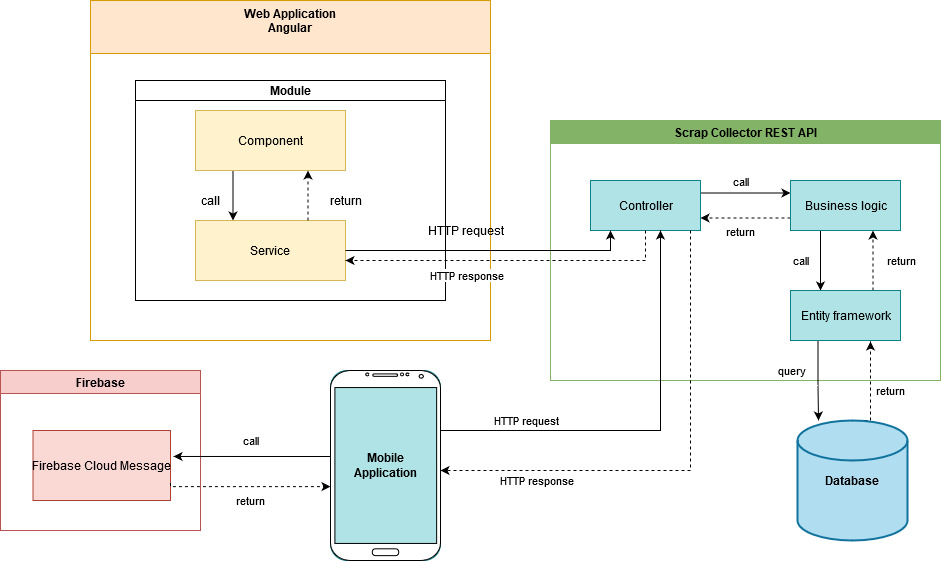 Web Application
Angular
Module
Component
call
return
Service
HTTP request
HTTP response
Scrap Collector REST API
Controller
call
Business logic
return
call
return
Entity framework
query
return
Database
Firebase
Firebase Cloud Message
call
return
Mobile
Application
HTTP request
HTTP response